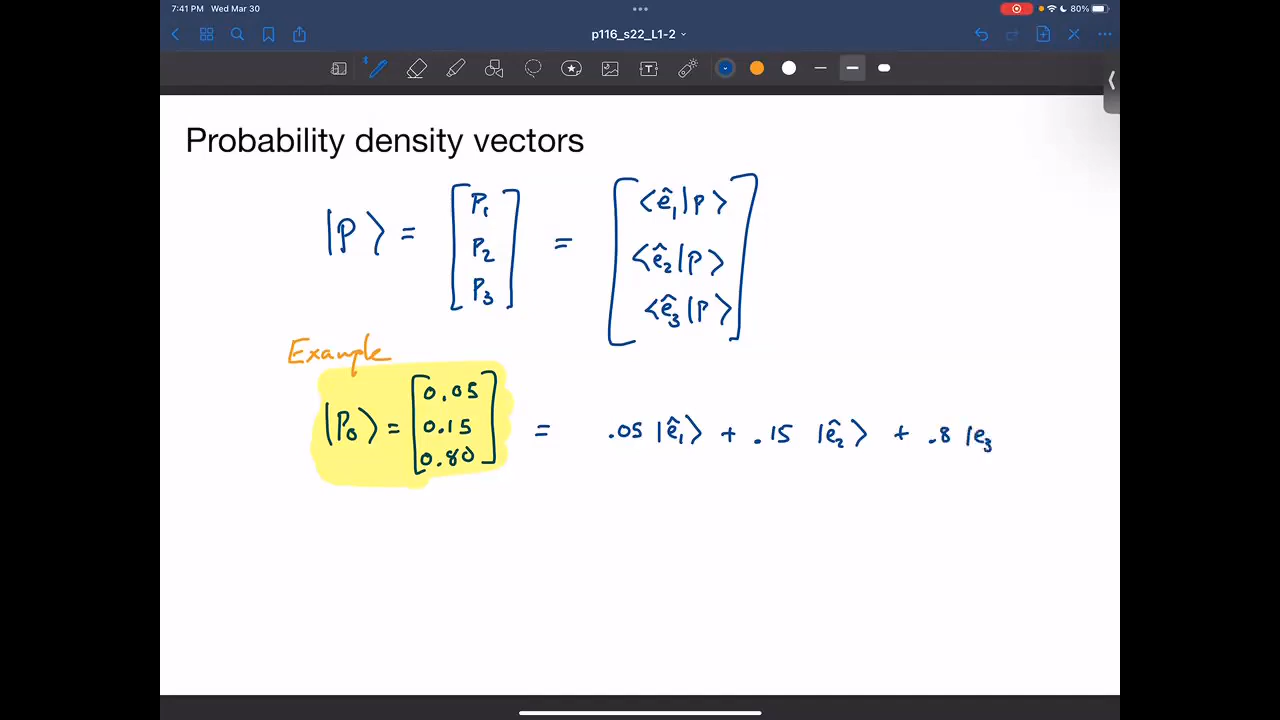 7:41 PM Wed Mar 30
80%
p116_s22_L1-2
Probability density vectors
|P⟩ = [P₁ P₂ P₃] = [<ê₁|P> <ê₂|P> <ê₃|P>]
Example
|P₀⟩ = [0.05 0.15 0.80] = .05 |ê₁⟩ + .15 |ê₂⟩ + .8 |e₃